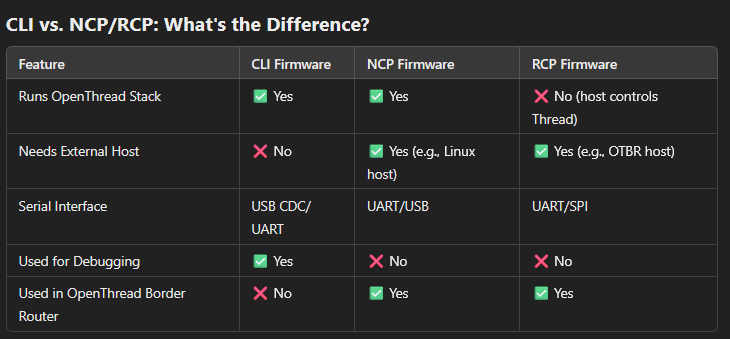 CLI vs. NCP/RCP: What's the Difference?
Feature CLI Firmware NCP Firmware RCP Firmware
Runs OpenThread Stack ✅ Yes ✅ Yes ❌ No (host controls
Thread)
Needs External Host ❌ No ✅ Yes (e.g., Linux ✅ Yes (e.g., OTBR host)
host)
Serial Interface USB CDC/ UART/USB UART/SPI
UART
Used for Debugging ✅ Yes ❌ No ❌ No
Used in OpenThread Border ❌ No ✅ Yes ✅ Yes
Router